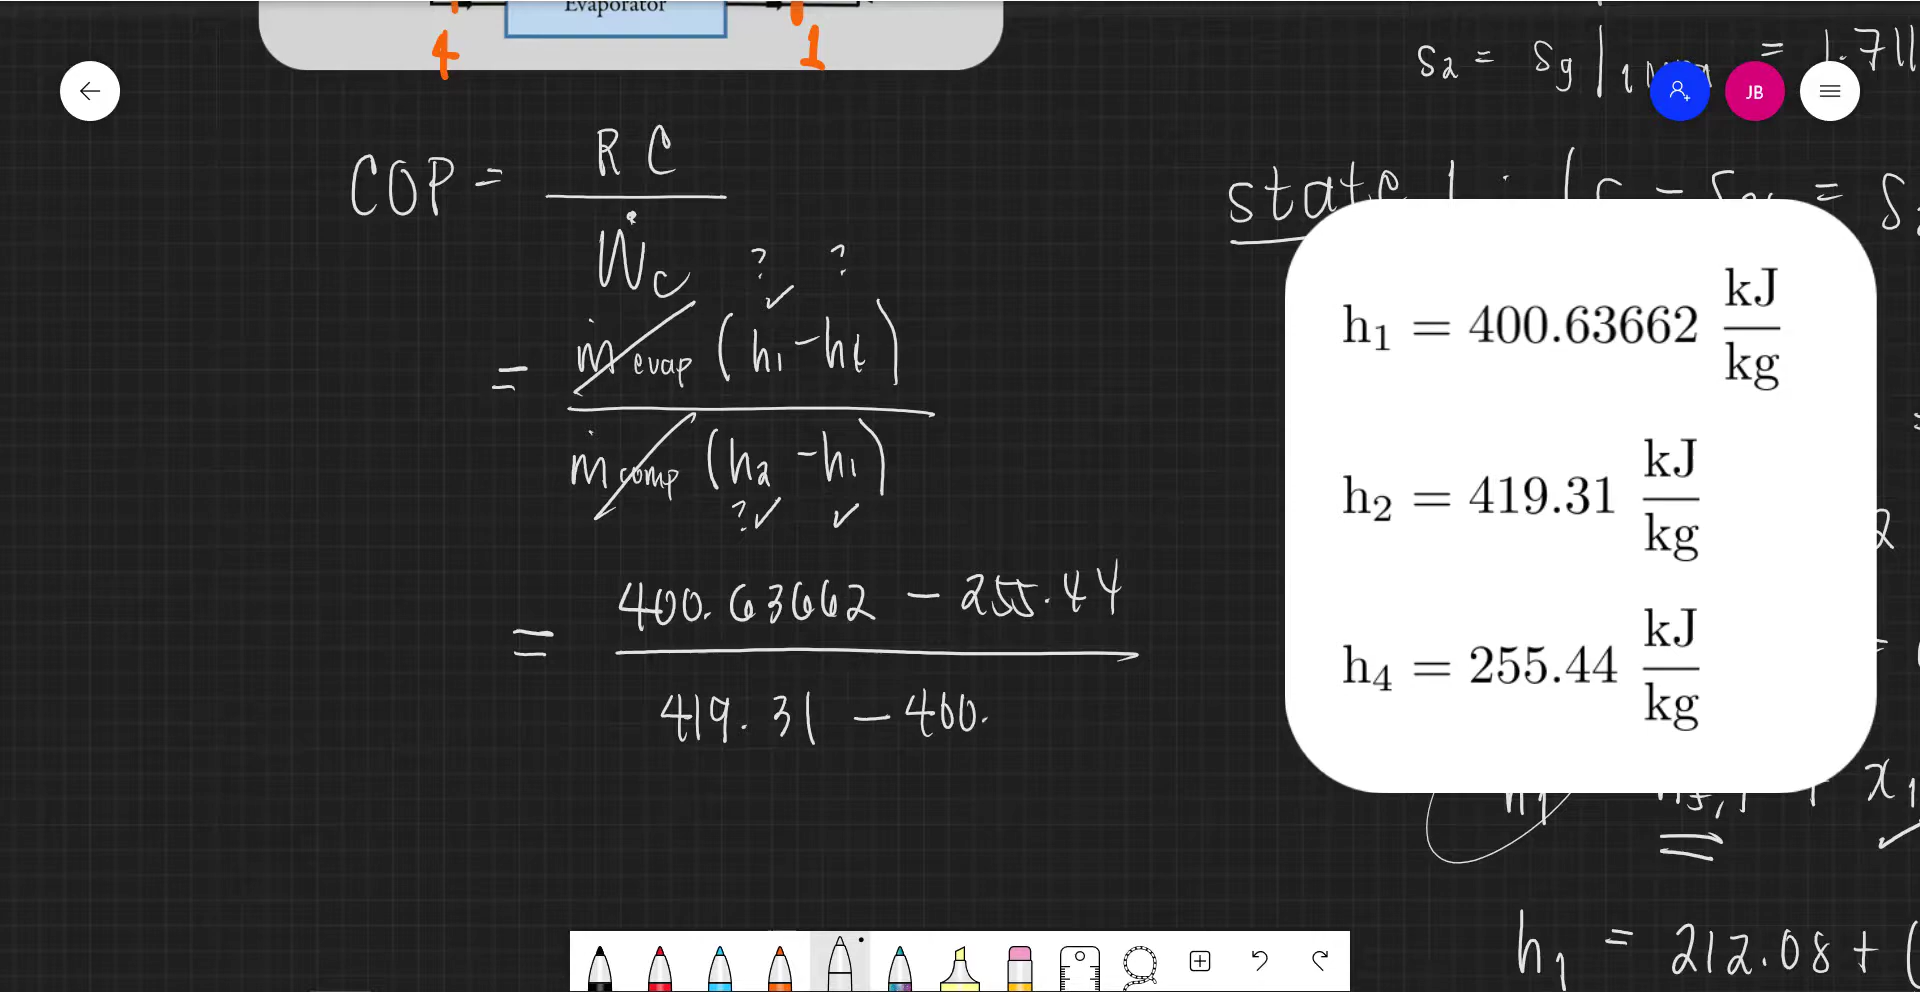 Evaporator
4 1
s2 = sg | = 1.711
JB
COP = RC / Ẇc
state 1 : = s
? ?
= ṁevap (h1 - h4) / ṁcomp (h2 - h1)
?
= 400.63662 - 255.44 / 419.31 - 400.
h1 = 400.63662 kJ/kg
h2 = 419.31 kJ/kg
h4 = 255.44 kJ/kg
x1
h1 = 212.08 + (